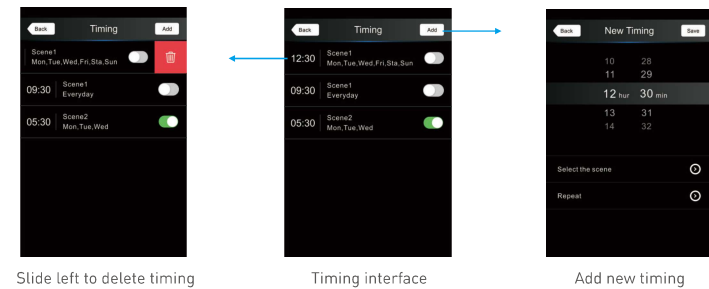 Back Timing Add
Scene1
Mon,Tue,Wed,Fri,Sta,Sun
09:30 Scene1
Everyday
05:30 Scene2
Mon,Tue,Wed
Slide left to delete timing
Back Timing Add
12:30 Scene1
Mon,Tue,Wed,Fri,Sta,Sun
09:30 Scene1
Everyday
05:30 Scene2
Mon,Tue,Wed
Timing interface
Back New Timing Save
10 28
11 29
12 hur 30 min
13 31
14 32
Select the scene
Repeat
Add new timing